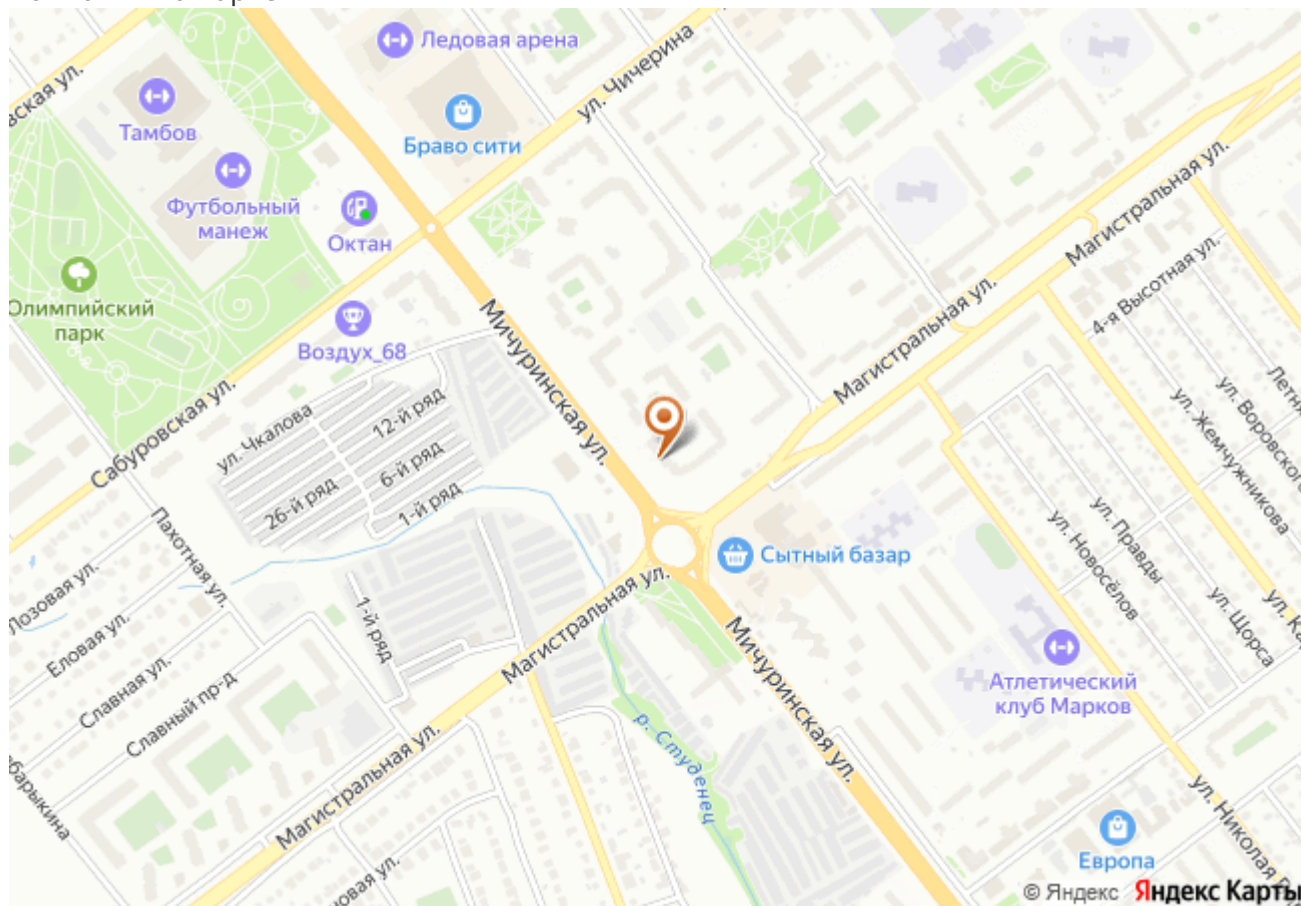 Ледовая арена
ул. Чичерина
Тамбов
Браво сити
Футбольный
манеж
Октан
Магистральная ул.
4-я Высотная ул.
Олимпийский
парк
Воздух_68
Мичуринская ул.
Магистральная ул.
ул. Воровского
ул. Жемчужникова
Сабуровская ул.
ул. Чкалова
12-й ряд
6-й ряд
26-й ряд
1-й ряд
Пахотная ул.
ул. Правды
ул. Новосёлов
ул. Щорса
Сытный базар
Лозовая ул.
Еловая ул.
Славная ул.
Славный пр-д
1-й ряд
Магистральная ул.
Мичуринская ул.
Атлетический
клуб Марков
р. Студенец
Магистральная ул.
ул. Николая
Европа
© Яндекс Яндекс Карты